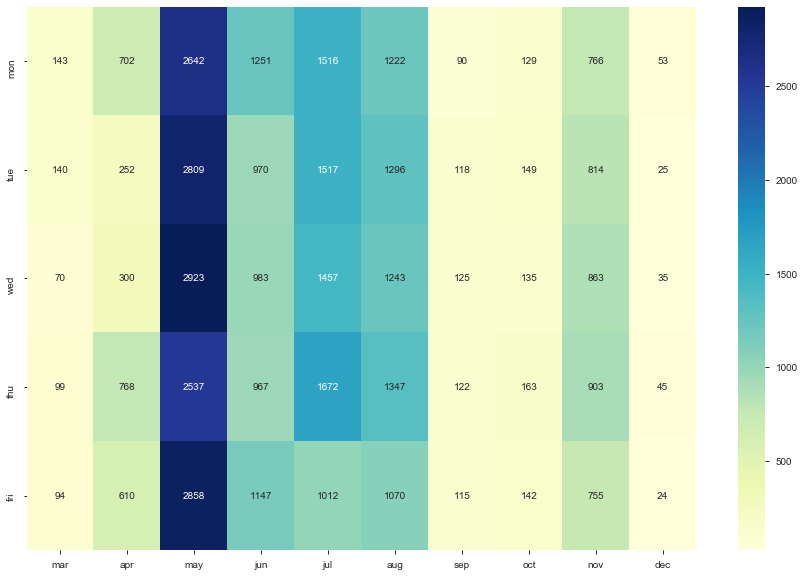 mon 143 702 2642 1251 1516 1222 90 129 766 53
tue 140 252 2809 970 1517 1296 118 149 814 25
wed 70 300 2923 983 1457 1243 125 135 863 35
thu 99 768 2537 967 1672 1347 122 163 903 45
fri 94 610 2858 1147 1012 1070 115 142 755 24
mar apr may jun jul aug sep oct nov dec
2500
2000
1500
1000
500